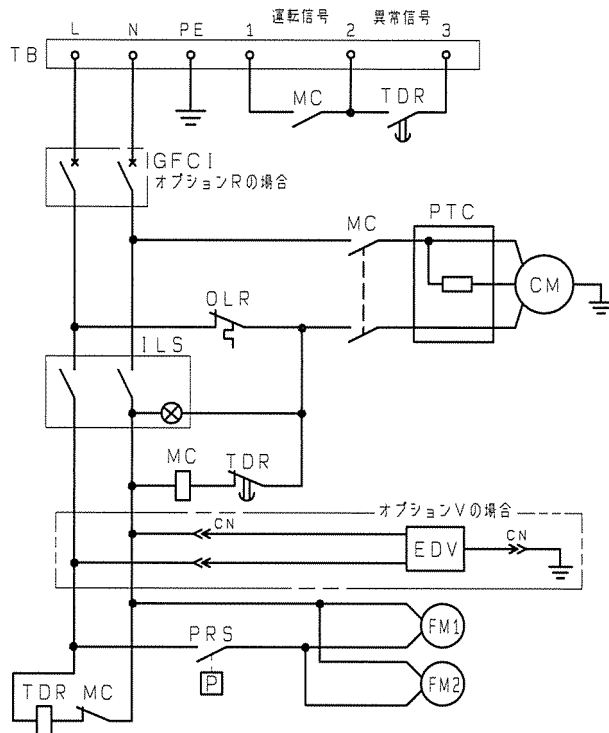 運転信号 異常信号
L N PE 1 2 3
TB
MC TDR
GFCI
オプションRの場合
MC PTC
CM
OLR
ILS
MC TDR
オプションVの場合
CN
EDV
CN
FM1
PRS
P
FM2
TDR MC